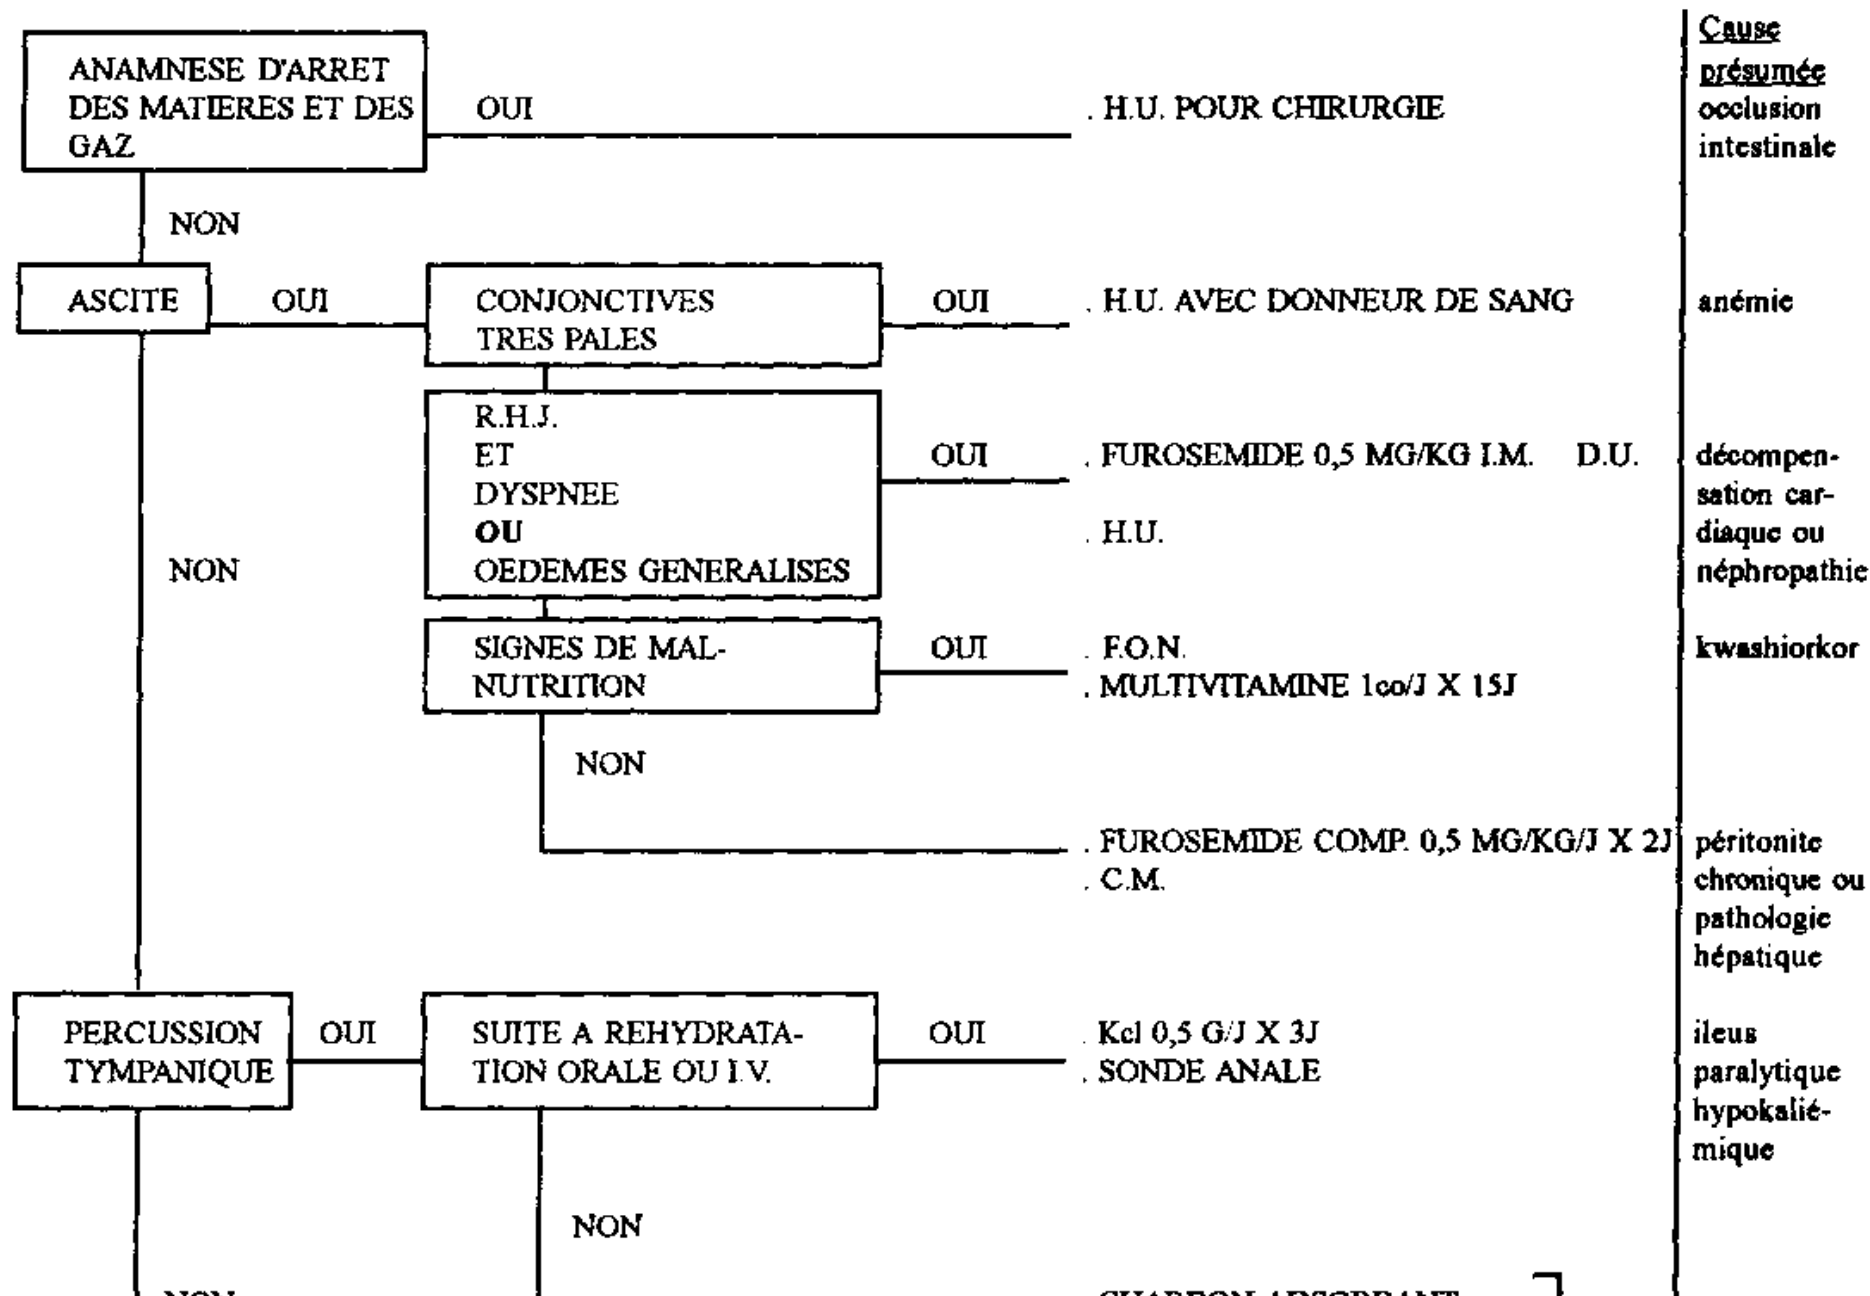 Cause
présumée
ANAMNESE D'ARRET
DES MATIERES ET DES
GAZ
OUI
. H.U. POUR CHIRURGIE
occlusion
intestinale
NON
ASCITE
OUI
CONJONCTIVES
TRES PALES
OUI
. H.U. AVEC DONNEUR DE SANG
anémie
R.H.J.
ET
DYSPNEE
OU
OEDEMES GENERALISES
OUI
. FUROSEMIDE 0,5 MG/KG I.M. D.U.
. H.U.
décompen-
sation car-
diaque ou
néphropathie
NON
SIGNES DE MAL-
NUTRITION
OUI
. F.O.N.
. MULTIVITAMINE 1co/J X 15J
kwashiorkor
NON
. FUROSEMIDE COMP. 0,5 MG/KG/J X 2J
. C.M.
péritonite
chronique ou
pathologie
hépatique
PERCUSSION
TYMPANIQUE
OUI
SUITE A REHYDRATA-
TION ORALE OU I.V.
OUI
. Kcl 0,5 G/J X 3J
. SONDE ANALE
ileus
paralytique
hypokalié-
mique
NON
NON
CHARBON ADSORBANT